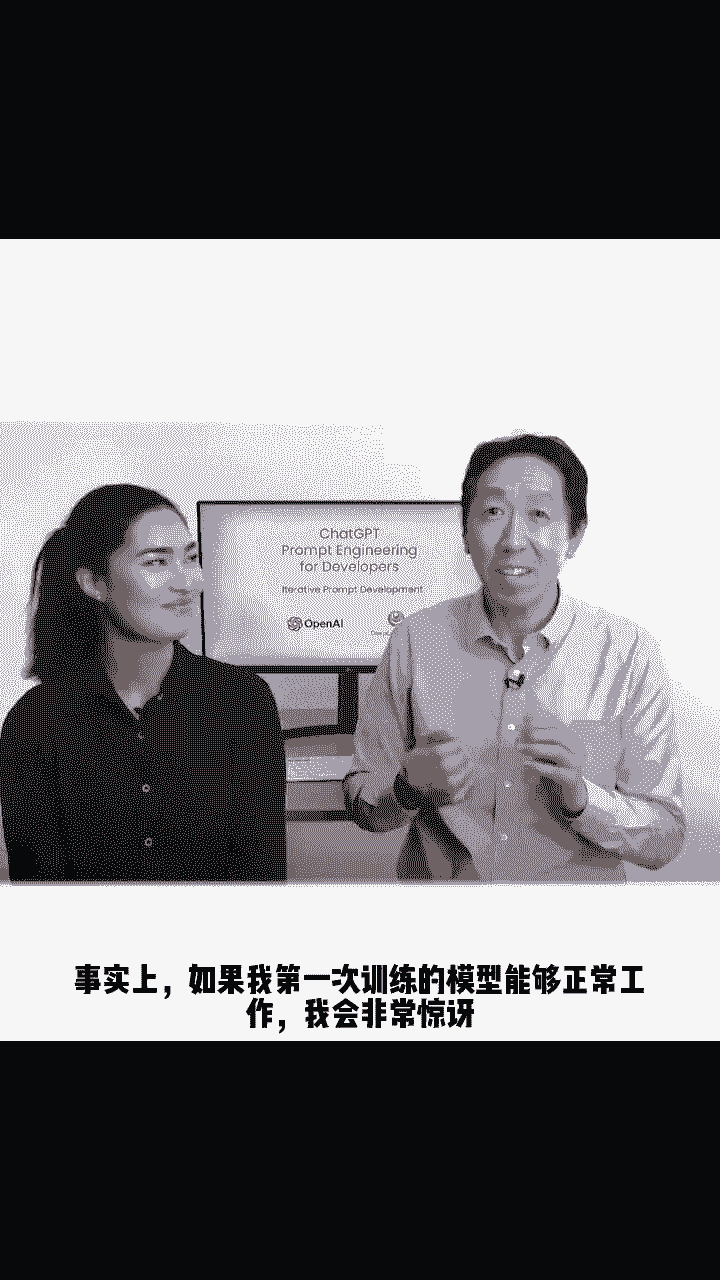 ChatGPT
Prompt Engineering
for Developers
Iterative Prompt Development
OpenAI
事实上，如果我第一次训练的模型能够正常工
作，我会非常惊讶